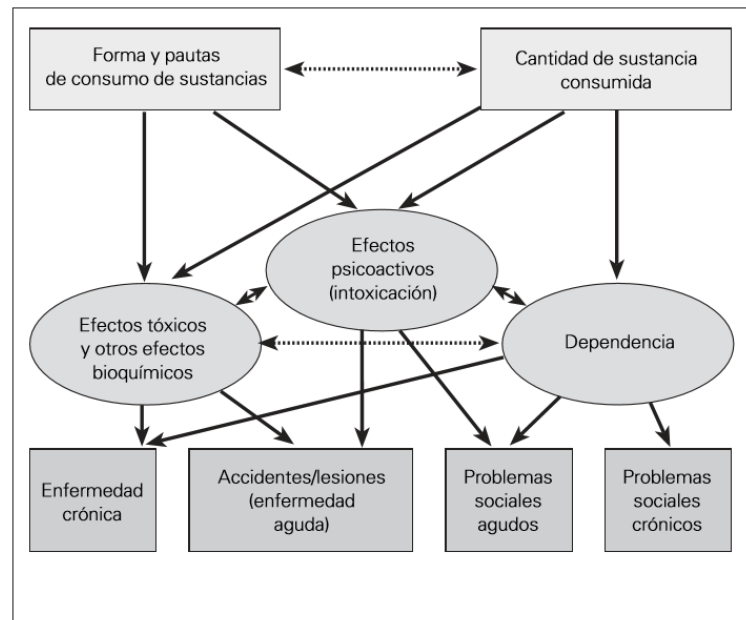 Forma y pautas
de consumo de sustancias
Cantidad de sustancia
consumida
Efectos
psicoactivos
(intoxicación)
Efectos tóxicos
y otros efectos
bioquímicos
Dependencia
Enfermedad
crónica
Accidentes/lesiones
(enfermedad
aguda)
Problemas
sociales
agudos
Problemas
sociales
crónicos